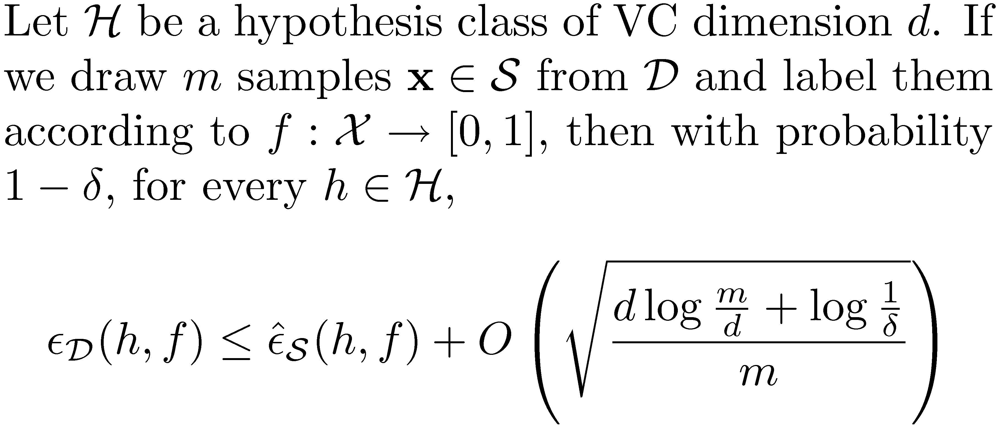 Let $\mathcal{H}$ be a hypothesis class of VC dimension $d$. If
we draw $m$ samples $\mathbf{x} \in \mathcal{S}$ from $\mathcal{D}$ and label them
according to $f : \mathcal{X} \to [0, 1]$, then with probability
$1 - \delta$, for every $h \in \mathcal{H}$,
$\epsilon_{\mathcal{D}}(h, f) \leq \hat{\epsilon}_{\mathcal{S}}(h, f) + O\left(\sqrt{\frac{d \log \frac{m}{d} + \log \frac{1}{\delta}}{m}}\right)$